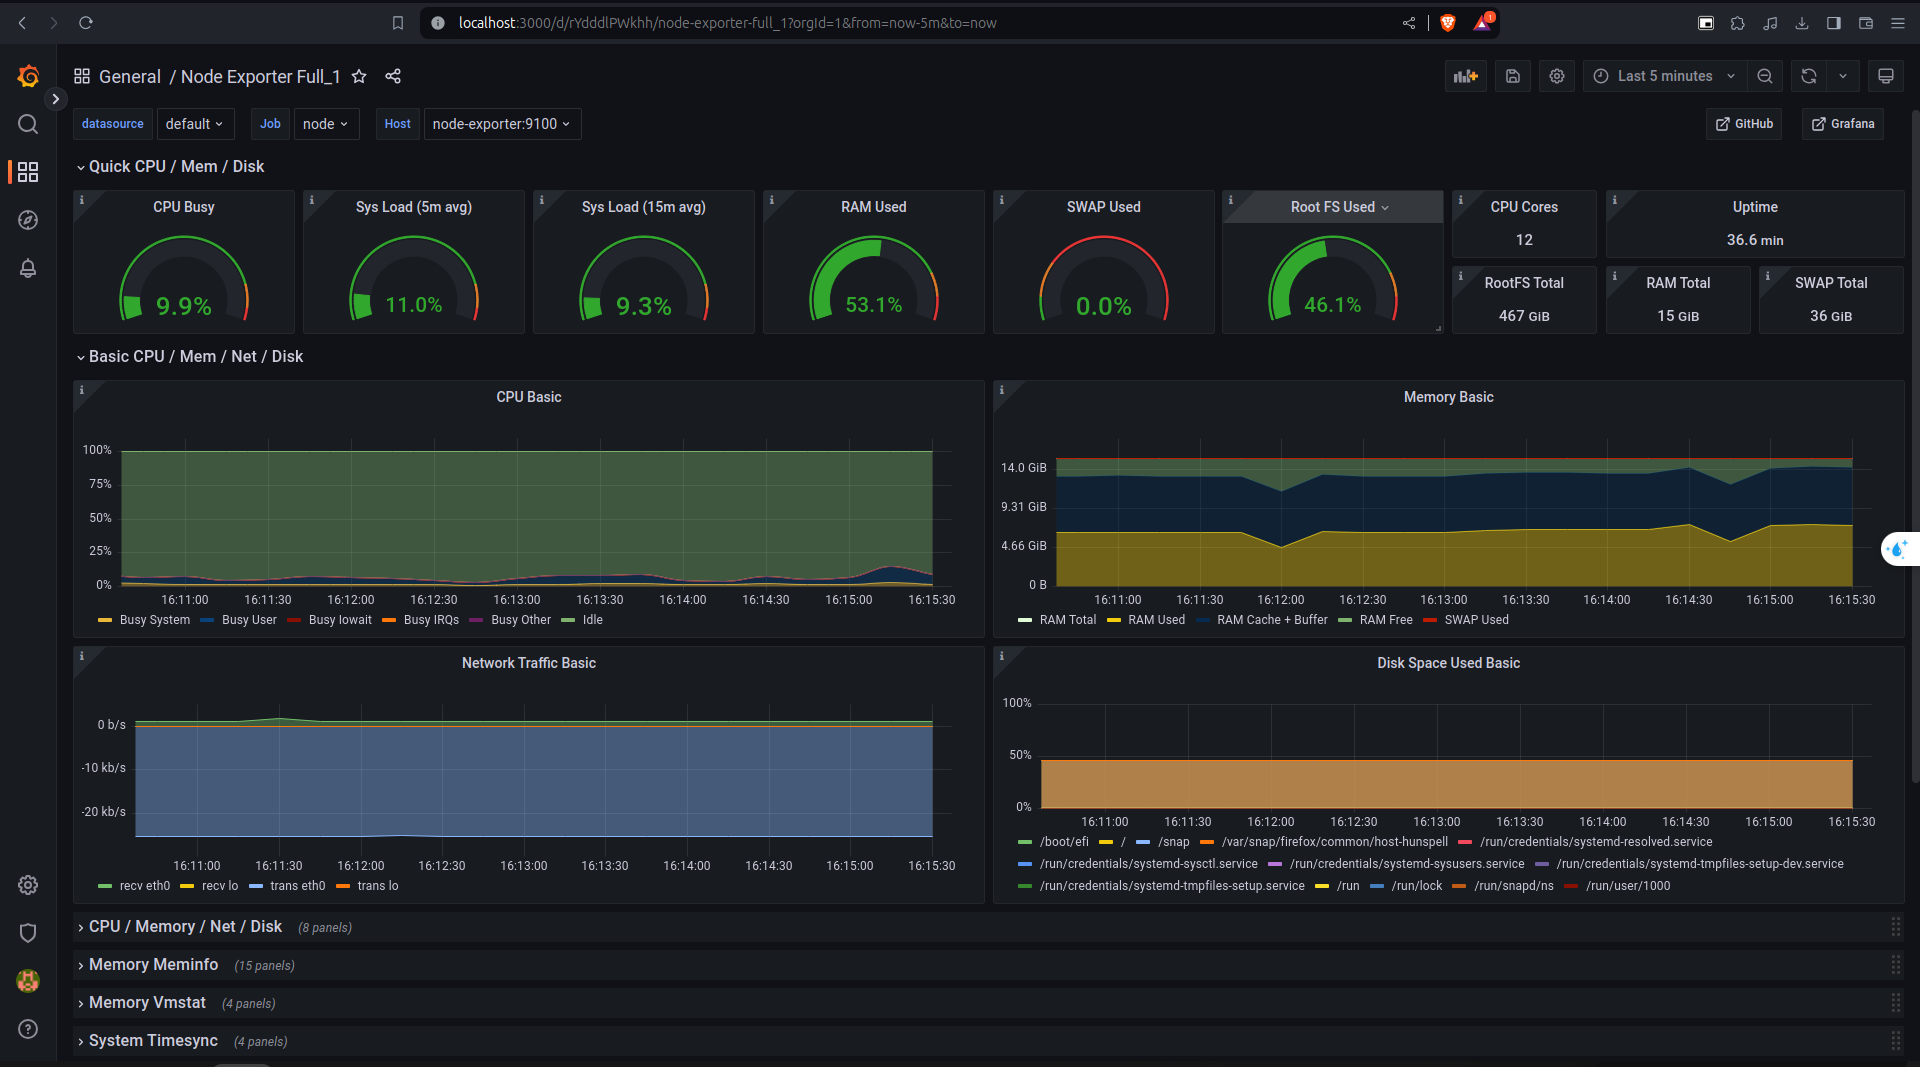 localhost:3000/d/rYdddlPWkhh/node-exporter-full_1?orgId=1&from=now-5m&to=now
1
General / Node Exporter Full_1
Last 5 minutes
datasource default Job node Host node-exporter:9100 GitHub Grafana
Quick CPU / Mem / Disk
CPU Busy
9.9%
Sys Load (5m avg)
11.0%
Sys Load (15m avg)
9.3%
RAM Used
53.1%
SWAP Used
0.0%
Root FS Used
46.1%
CPU Cores
12
Uptime
36.6 min
RootFS Total
467 GiB
RAM Total
15 GiB
SWAP Total
36 GiB
Basic CPU / Mem / Net / Disk
CPU Basic
100%
75%
50%
25%
0%
16:11:00 16:11:30 16:12:00 16:12:30 16:13:00 16:13:30 16:14:00 16:14:30 16:15:00 16:15:30
Busy System Busy User Busy Iowait Busy IRQs Busy Other Idle
Memory Basic
14.0 GiB
9.31 GiB
4.66 GiB
0 B
16:11:00 16:11:30 16:12:00 16:12:30 16:13:00 16:13:30 16:14:00 16:14:30 16:15:00 16:15:30
RAM Total RAM Used RAM Cache + Buffer RAM Free SWAP Used
Network Traffic Basic
0 b/s
-10 kb/s
-20 kb/s
16:11:00 16:11:30 16:12:00 16:12:30 16:13:00 16:13:30 16:14:00 16:14:30 16:15:00 16:15:30
recv eth0 recv lo trans eth0 trans lo
Disk Space Used Basic
100%
50%
0%
16:11:00 16:11:30 16:12:00 16:12:30 16:13:00 16:13:30 16:14:00 16:14:30 16:15:00 16:15:30
/boot/efi / /snap /var/snap/firefox/common/host-hunspell /run/credentials/systemd-resolved.service
/run/credentials/systemd-sysctl.service /run/credentials/systemd-sysusers.service /run/credentials/systemd-tmpfiles-setup-dev.service
/run/credentials/systemd-tmpfiles-setup.service /run /run/lock /run/snapd/ns /run/user/1000
CPU / Memory / Net / Disk (8 panels)
Memory Meminfo (15 panels)
Memory Vmstat (4 panels)
System Timesync (4 panels)